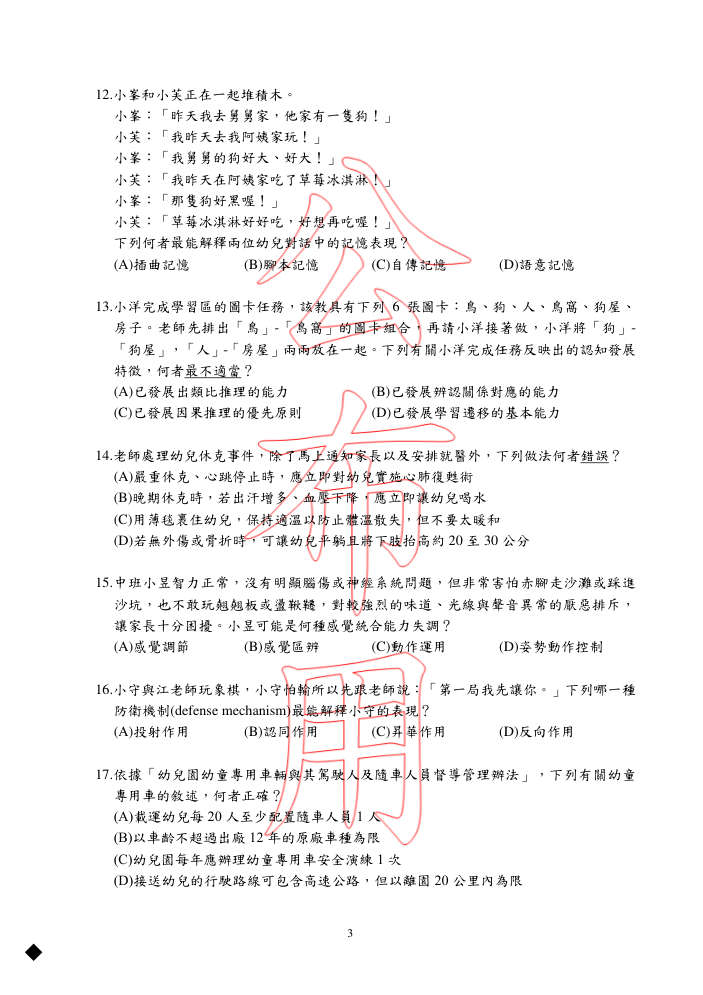 12.小峯和小芙正在一起堆積木。
小峯：「昨天我去舅舅家，他家有一隻狗！」
小芙：「我昨天去我阿姨家玩！」
小峯：「我舅舅的狗好大、好大！」
小芙：「我昨天在阿姨家吃了草莓冰淇淋！」
小峯：「那隻狗好黑喔！」
小芙：「草莓冰淇淋好好吃，好想再吃喔！」
下列何者最能解釋兩位幼兒對話中的記憶表現？
(A)插曲記憶 (B)腳本記憶 (C)自傳記憶 (D)語意記憶
13.小洋完成學習區的圖卡任務，該教具有下列 6 張圖卡：鳥、狗、人、鳥窩、狗屋、
房子。老師先排出「鳥」-「鳥窩」的圖卡組合，再請小洋接著做，小洋將「狗」-
「狗屋」，「人」-「房屋」兩兩放在一起。下列有關小洋完成任務反映出的認知發展
特徵，何者最不適當？
(A)已發展出類比推理的能力 (B)已發展辨認關係對應的能力
(C)已發展因果推理的優先原則 (D)已發展學習遷移的基本能力
14.老師處理幼兒休克事件，除了馬上通知家長以及安排就醫外，下列做法何者錯誤？
(A)嚴重休克、心跳停止時，應立即對幼兒實施心肺復甦術
(B)晚期休克時，若出汗增多、血壓下降，應立即讓幼兒喝水
(C)用薄毯裹住幼兒，保持適溫以防止體溫散失，但不要太暖和
(D)若無外傷或骨折時，可讓幼兒平躺且將下肢抬高約 20 至 30 公分
15.中班小昱智力正常，沒有明顯腦傷或神經系統問題，但非常害怕赤腳走沙灘或踩進
沙坑，也不敢玩翹翹板或盪鞦韆，對較強烈的味道、光線與聲音異常的厭惡排斥，
讓家長十分困擾。小昱可能是何種感覺統合能力失調？
(A)感覺調節 (B)感覺區辨 (C)動作運用 (D)姿勢動作控制
16.小守與江老師玩象棋，小守怕輸所以先跟老師說：「第一局我先讓你。」下列哪一種
防衛機制(defense mechanism)最能解釋小守的表現？
(A)投射作用 (B)認同作用 (C)昇華作用 (D)反向作用
17.依據「幼兒園幼童專用車輛與其駕駛人及隨車人員督導管理辦法」，下列有關幼童
專用車的敘述，何者正確？
(A)載運幼兒每 20 人至少配置隨車人員 1 人
(B)以車齡不超過出廠 12 年的原廠車種為限
(C)幼兒園每年應辦理幼童專用車安全演練 1 次
(D)接送幼兒的行駛路線可包含高速公路，但以離園 20 公里內為限
公布用
3